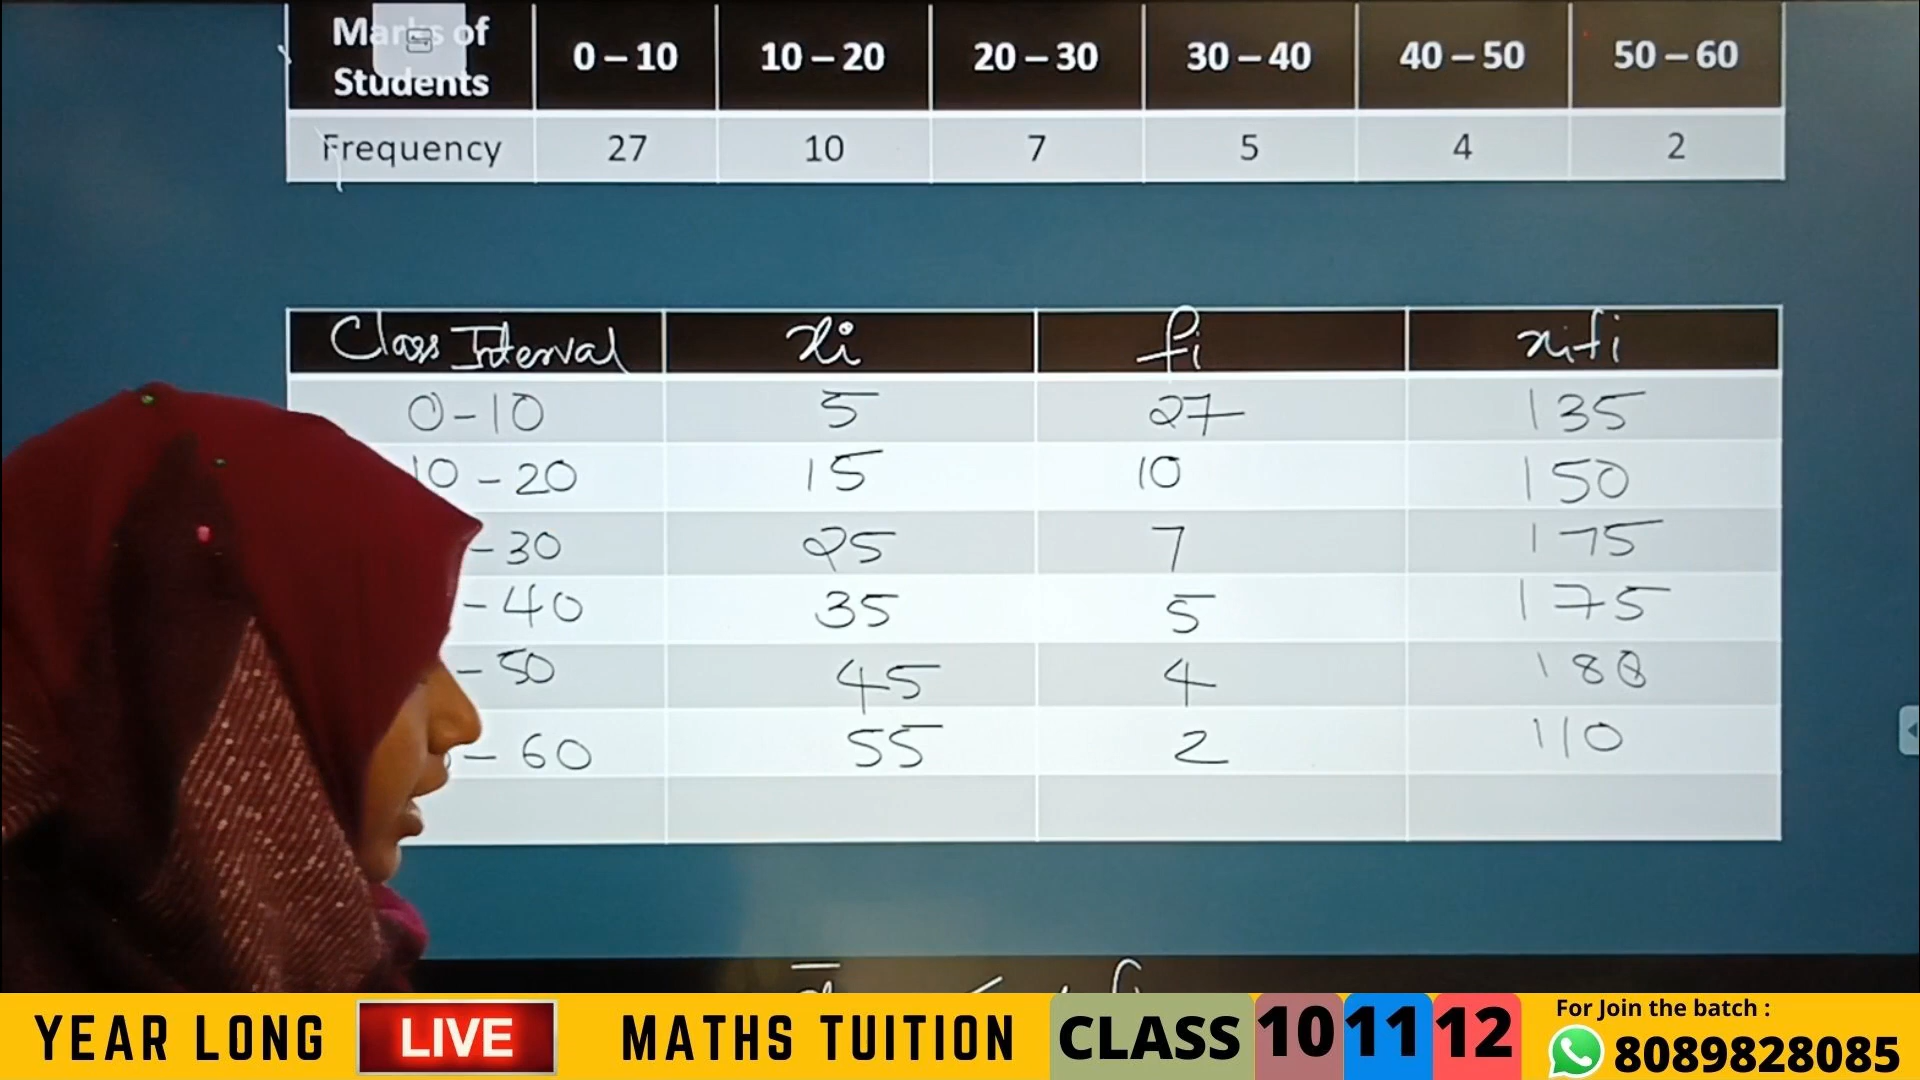 Marks of Students 0 – 10 10 – 20 20 – 30 30 – 40 40 – 50 50 – 60
Frequency 27 10 7 5 4 2
Class Interval xi fi xifi
0-10 5 27 135
10-20 15 10 150
-30 25 7 175
-40 35 5 175
-50 45 4 180
-60 55 2 110
YEAR LONG LIVE MATHS TUITION CLASS 10 11 12
For Join the batch :
8089828085